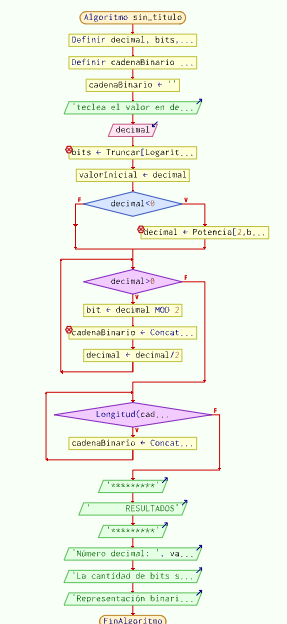 Algoritmo sin_titulo
Definir decimal, bits,...
Definir cadenaBinario ...
cadenaBinario ← ''
'teclea el valor en de...
decimal
bits ← Truncar[Logarit...
valorInicial ← decimal
decimal<0
F
V
decimal ← Potencia[2,b...
decimal>0
F
V
bit ← decimal MOD 2
cadenaBinario ← Concat...
decimal ← decimal/2
Longitud(cad...
F
V
cadenaBinario ← Concat...
'*********'
' RESULTADOS'
'*********'
'Número decimal: ', va...
'La cantidad de bits s...
'Representación binari...
FinAlgoritmo